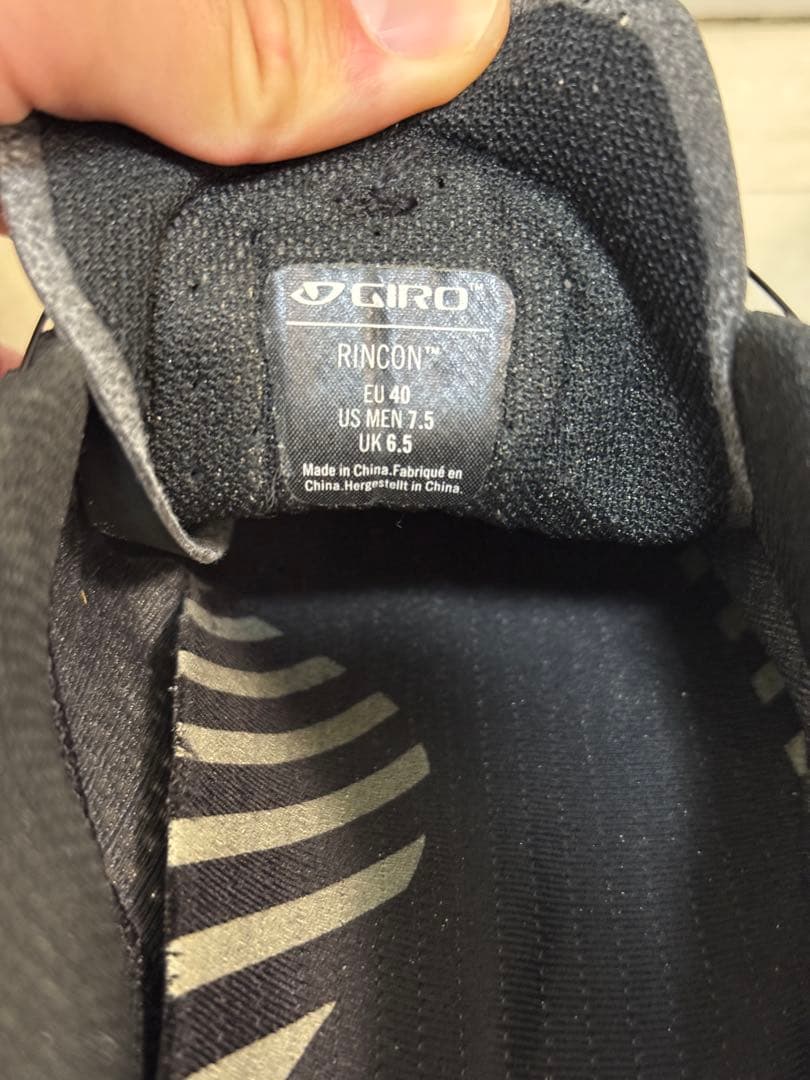 GIRO™
RINCON™
EU 40
US MEN 7.5
UK 6.5
Made in China.Fabriqué en
China.Hergestellt in China.